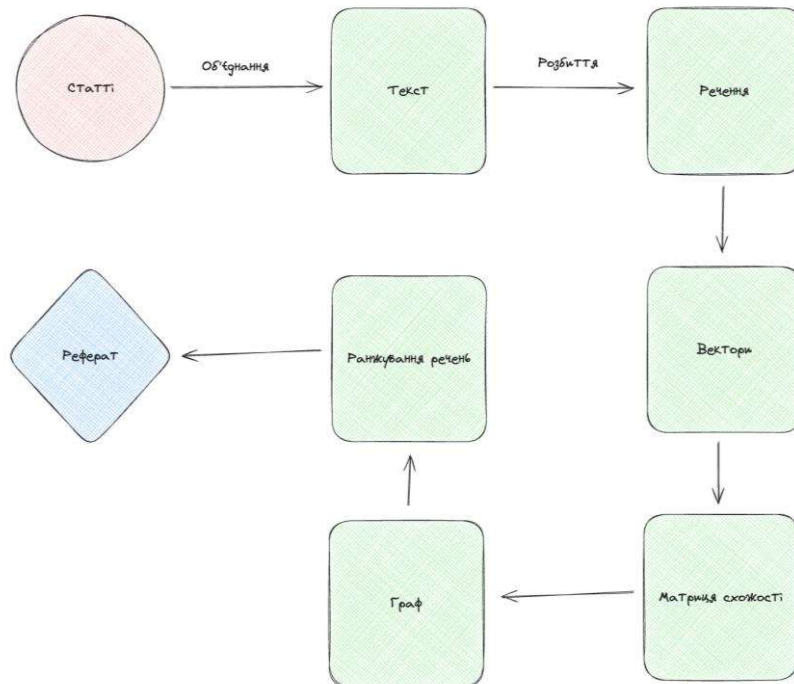 Статті
Об'єднання
Текст
Розбиття
Речення
Вектори
Матриця схожості
Граф
Ранжування речень
Реферат